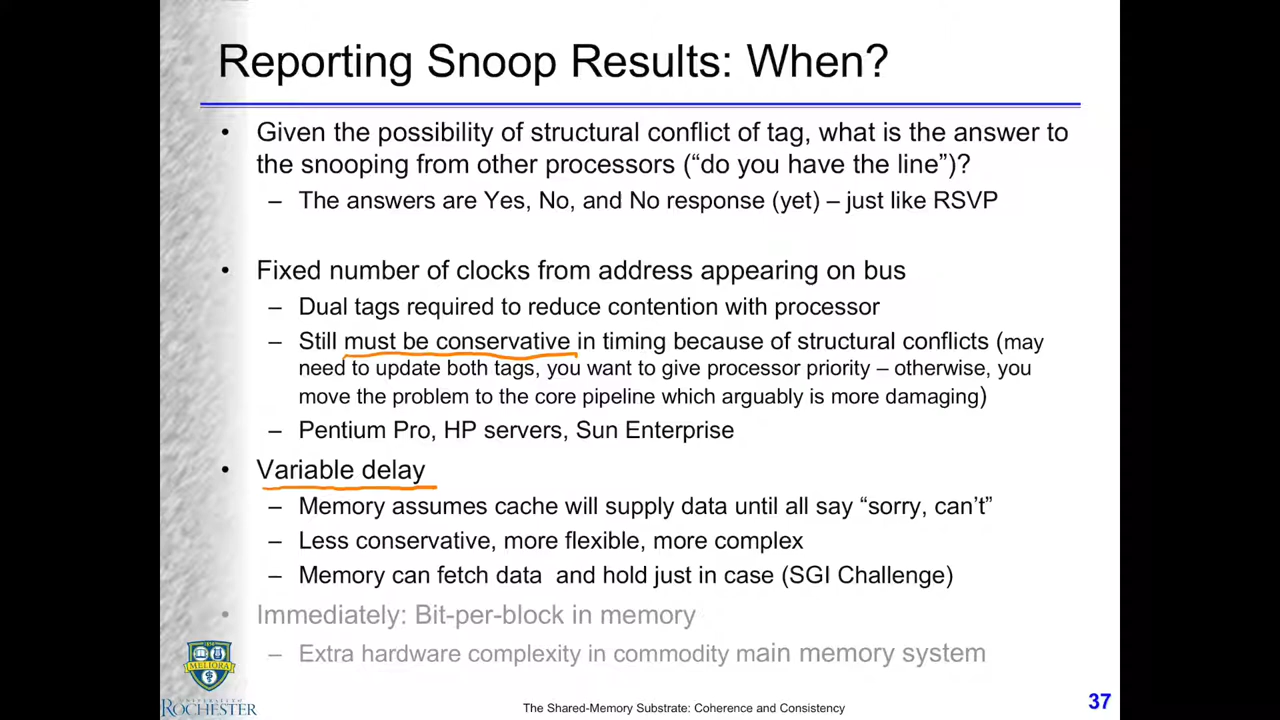 Reporting Snoop Results: When?
• Given the possibility of structural conflict of tag, what is the answer to
the snooping from other processors (“do you have the line”)?
– The answers are Yes, No, and No response (yet) – just like RSVP
• Fixed number of clocks from address appearing on bus
– Dual tags required to reduce contention with processor
– Still must be conservative in timing because of structural conflicts (may
need to update both tags, you want to give processor priority – otherwise, you
move the problem to the core pipeline which arguably is more damaging)
– Pentium Pro, HP servers, Sun Enterprise
• Variable delay
– Memory assumes cache will supply data until all say “sorry, can’t”
– Less conservative, more flexible, more complex
– Memory can fetch data and hold just in case (SGI Challenge)
• Immediately: Bit-per-block in memory
– Extra hardware complexity in commodity main memory system
MELIORA
ROCHESTER
The Shared-Memory Substrate: Coherence and Consistency
37